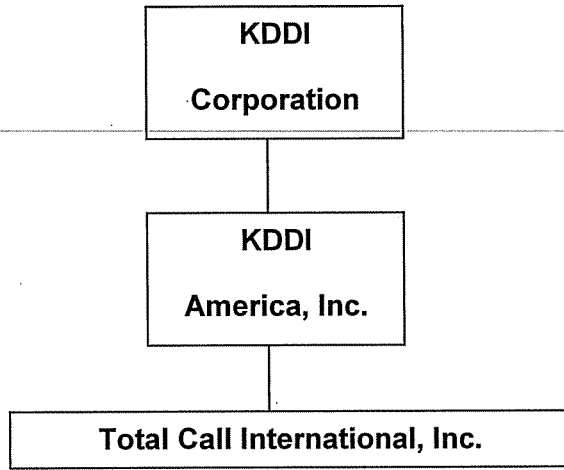 KDDI
Corporation
KDDI
America, Inc.
Total Call International, Inc.